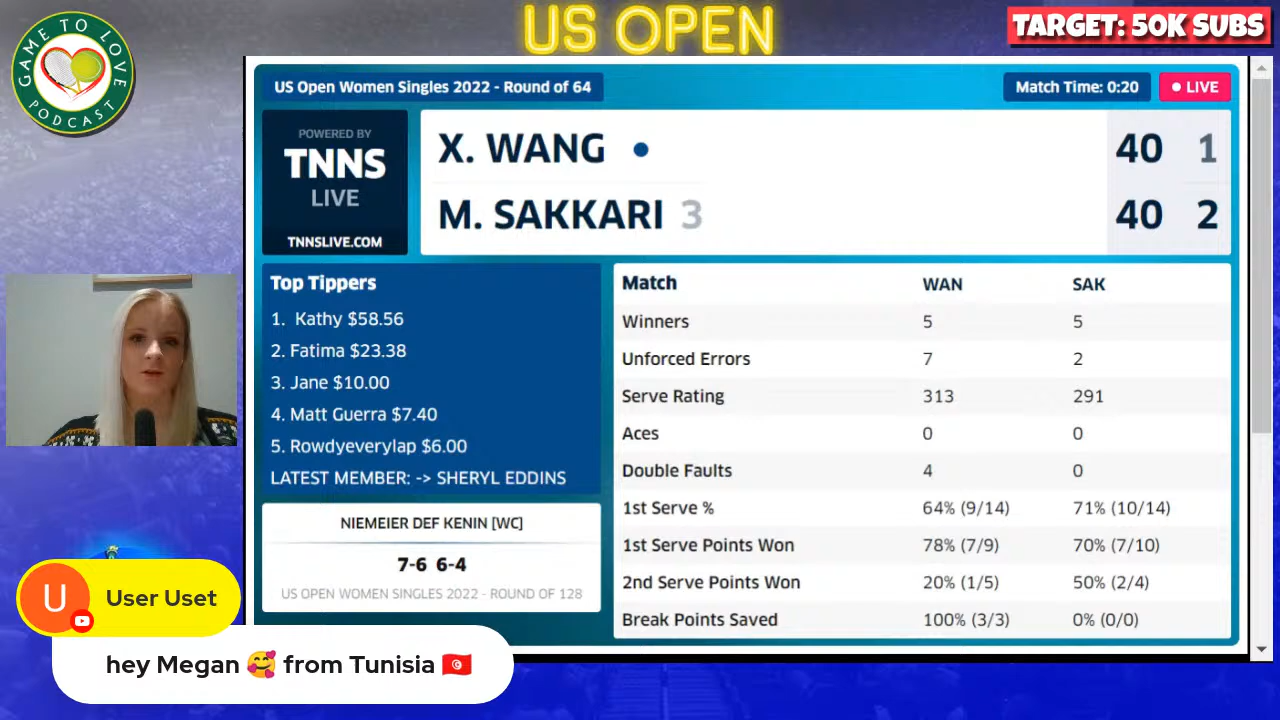 GAME TO LOVE
PODCAST
US OPEN
TARGET: 50K SUBS
US Open Women Singles 2022 - Round of 64
Match Time: 0:20
LIVE
POWERED BY
TNNS
LIVE
TNNSLIVE.COM
X. WANG 40 1
M. SAKKARI 3 40 2
Top Tippers
1. Kathy $58.56
2. Fatima $23.38
3. Jane $10.00
4. Matt Guerra $7.40
5. Rowdyeverylap $6.00
LATEST MEMBER: -> SHERYL EDDINS
NIEMEIER DEF KENIN [WC]
7-6 6-4
US OPEN WOMEN SINGLES 2022 - ROUND OF 128
Match WAN SAK
Winners 5 5
Unforced Errors 7 2
Serve Rating 313 291
Aces 0 0
Double Faults 4 0
1st Serve % 64% (9/14) 71% (10/14)
1st Serve Points Won 78% (7/9) 70% (7/10)
2nd Serve Points Won 20% (1/5) 50% (2/4)
Break Points Saved 100% (3/3) 0% (0/0)
U User Uset
hey Megan 🥰 from Tunisia 🇹🇳